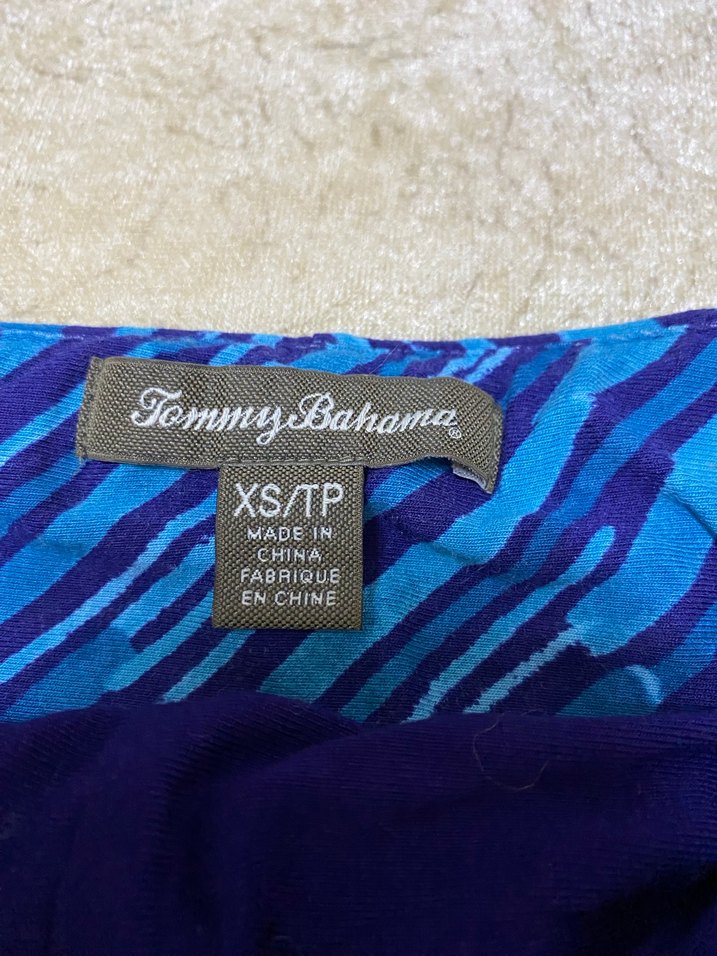 Tommy Bahama®
XS/TP
MADE IN
CHINA
FABRIQUE
EN CHINE